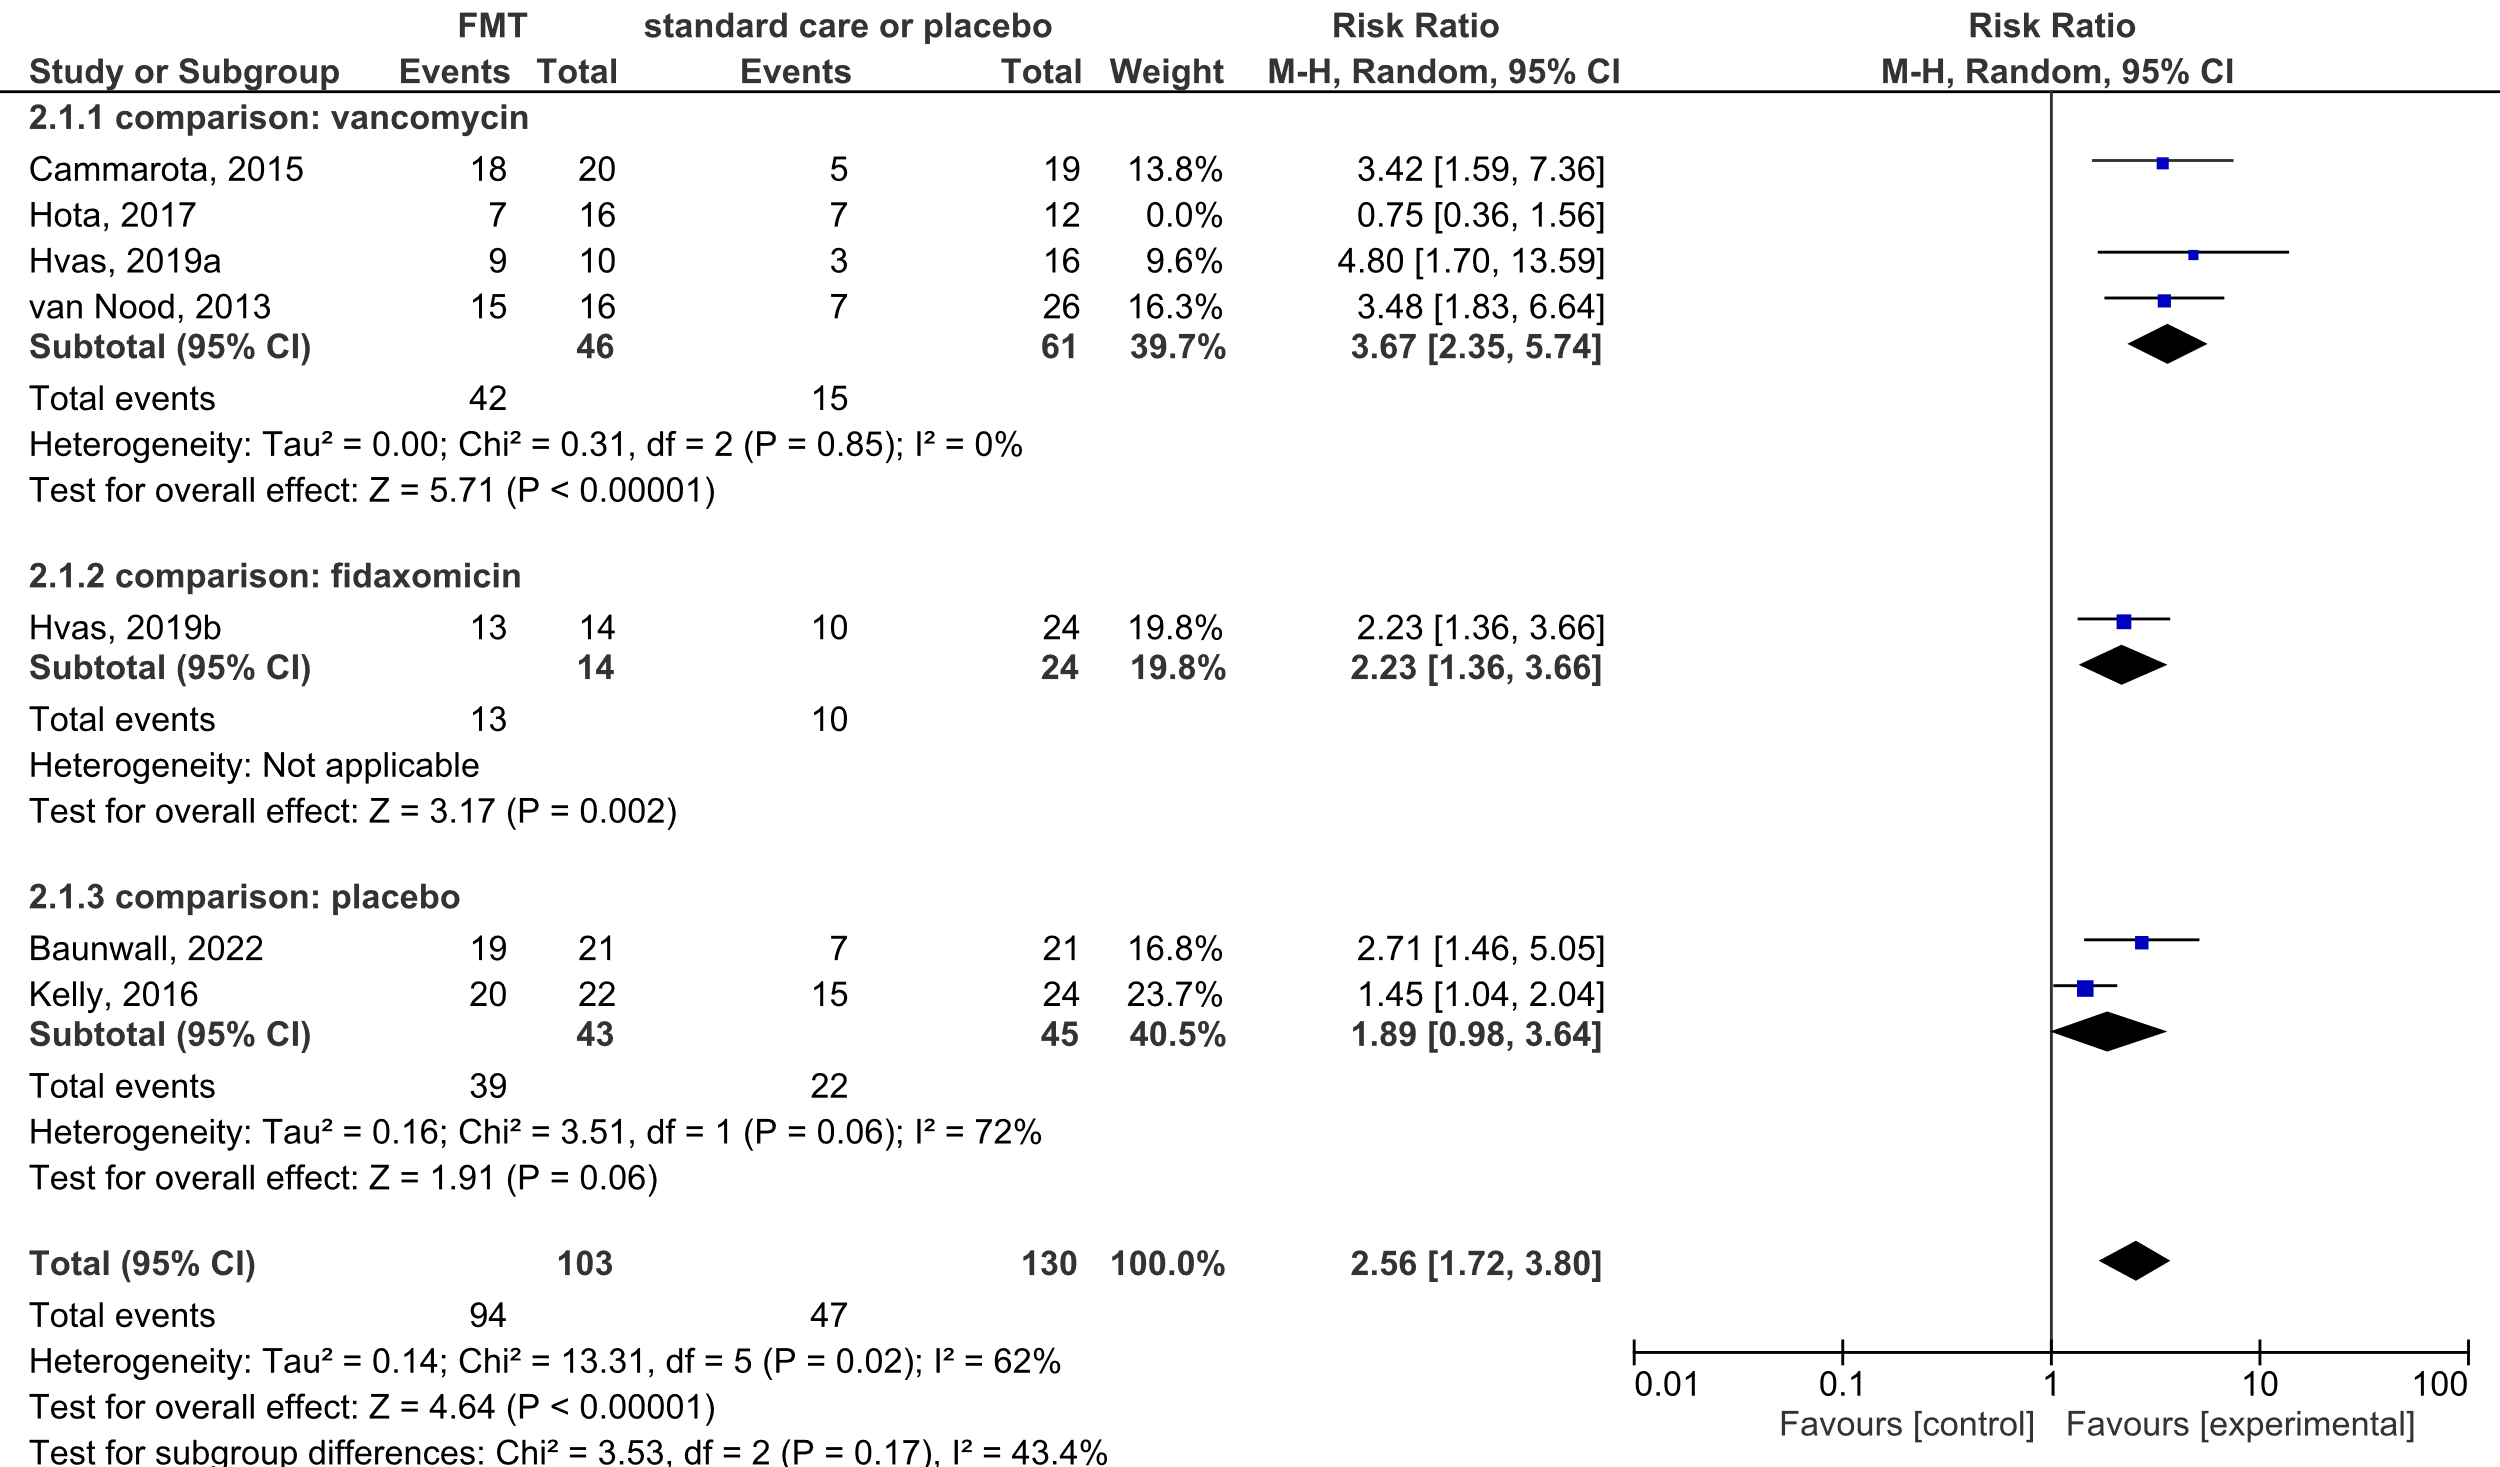 FMT standard care or placebo Risk Ratio Risk Ratio
Study or Subgroup Events Total Events Total Weight M-H, Random, 95% CI M-H, Random, 95% CI
2.1.1 comparison: vancomycin
Cammarota, 2015 18 20 5 19 13.8% 3.42 [1.59, 7.36]
Hota, 2017 7 16 7 12 0.0% 0.75 [0.36, 1.56]
Hvas, 2019a 9 10 3 16 9.6% 4.80 [1.70, 13.59]
van Nood, 2013 15 16 7 26 16.3% 3.48 [1.83, 6.64]
Subtotal (95% CI) 46 61 39.7% 3.67 [2.35, 5.74]
Total events 42 15
Heterogeneity: Tau² = 0.00; Chi² = 0.31, df = 2 (P = 0.85); I² = 0%
Test for overall effect: Z = 5.71 (P < 0.00001)
2.1.2 comparison: fidaxomicin
Hvas, 2019b 13 14 10 24 19.8% 2.23 [1.36, 3.66]
Subtotal (95% CI) 14 24 19.8% 2.23 [1.36, 3.66]
Total events 13 10
Heterogeneity: Not applicable
Test for overall effect: Z = 3.17 (P = 0.002)
2.1.3 comparison: placebo
Baunwall, 2022 19 21 7 21 16.8% 2.71 [1.46, 5.05]
Kelly, 2016 20 22 15 24 23.7% 1.45 [1.04, 2.04]
Subtotal (95% CI) 43 45 40.5% 1.89 [0.98, 3.64]
Total events 39 22
Heterogeneity: Tau² = 0.16; Chi² = 3.51, df = 1 (P = 0.06); I² = 72%
Test for overall effect: Z = 1.91 (P = 0.06)
Total (95% CI) 103 130 100.0% 2.56 [1.72, 3.80]
Total events 94 47
Heterogeneity: Tau² = 0.14; Chi² = 13.31, df = 5 (P = 0.02); I² = 62%
Test for overall effect: Z = 4.64 (P < 0.00001)
Test for subgroup differences: Chi² = 3.53, df = 2 (P = 0.17), I² = 43.4%
0.01 0.1 1 10 100
Favours [control] Favours [experimental]